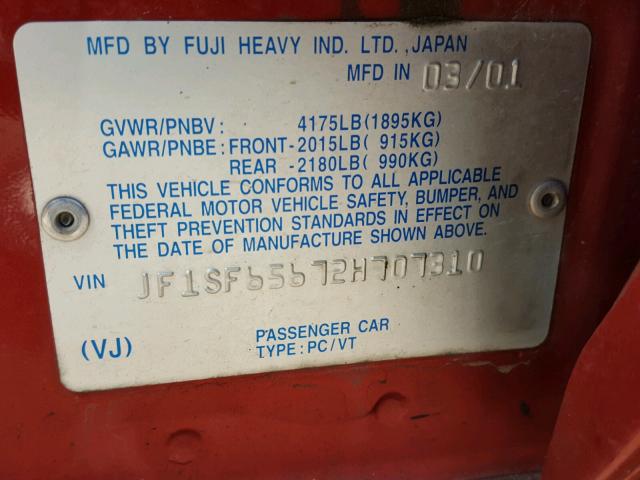 MFD BY FUJI HEAVY IND. LTD.,JAPAN
MFD IN 03/01
GVWR/PNBV: 4175LB(1895KG)
GAWR/PNBE:FRONT-2015LB( 915KG)
REAR -2180LB( 990KG)
THIS VEHICLE CONFORMS TO ALL APPLICABLE
FEDERAL MOTOR VEHICLE SAFETY, BUMPER, AND
THEFT PREVENTION STANDARDS IN EFFECT ON
THE DATE OF MANUFACTURE SHOWN ABOVE.
VIN JF1SF65672H707310
(VJ) PASSENGER CAR
TYPE:PC/VT